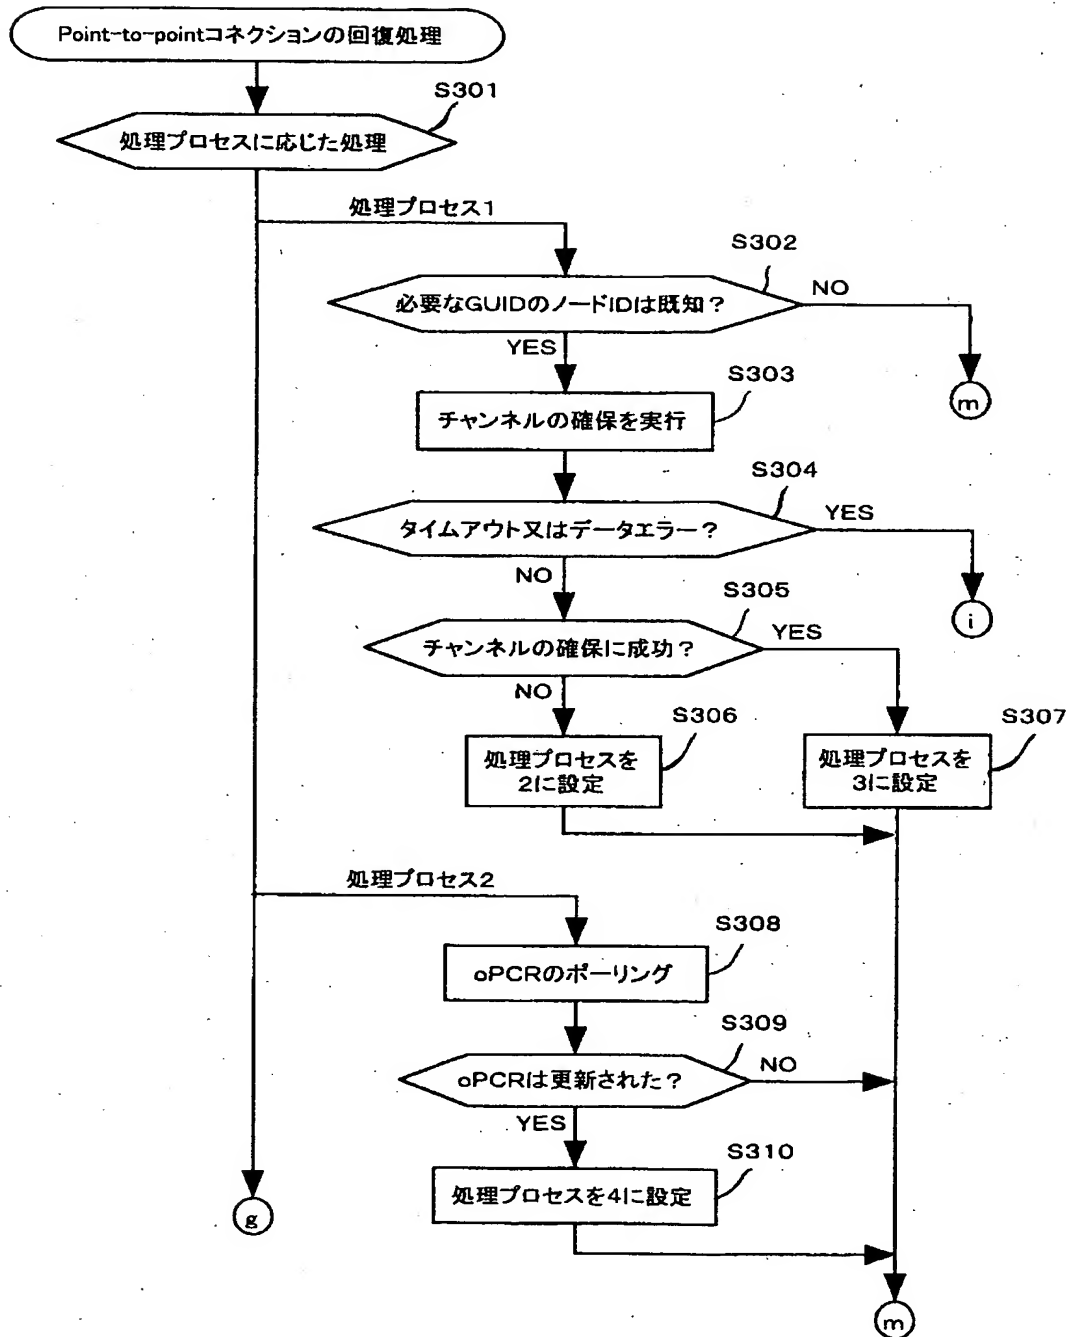 Point-to-pointコネクションの回復処理
S301
処理プロセスに応じた処理
処理プロセス1
S302
必要なGUIDのノードIDは既知？
NO
YES
m
S303
チャンネルの確保を実行
S304
タイムアウト又はデータエラー？
YES
NO
i
S305
チャンネルの確保に成功？
YES
NO
S306
処理プロセスを
2に設定
S307
処理プロセスを
3に設定
処理プロセス2
S308
oPCRのポーリング
S309
oPCRは更新された？
NO
YES
S310
処理プロセスを4に設定
g
m